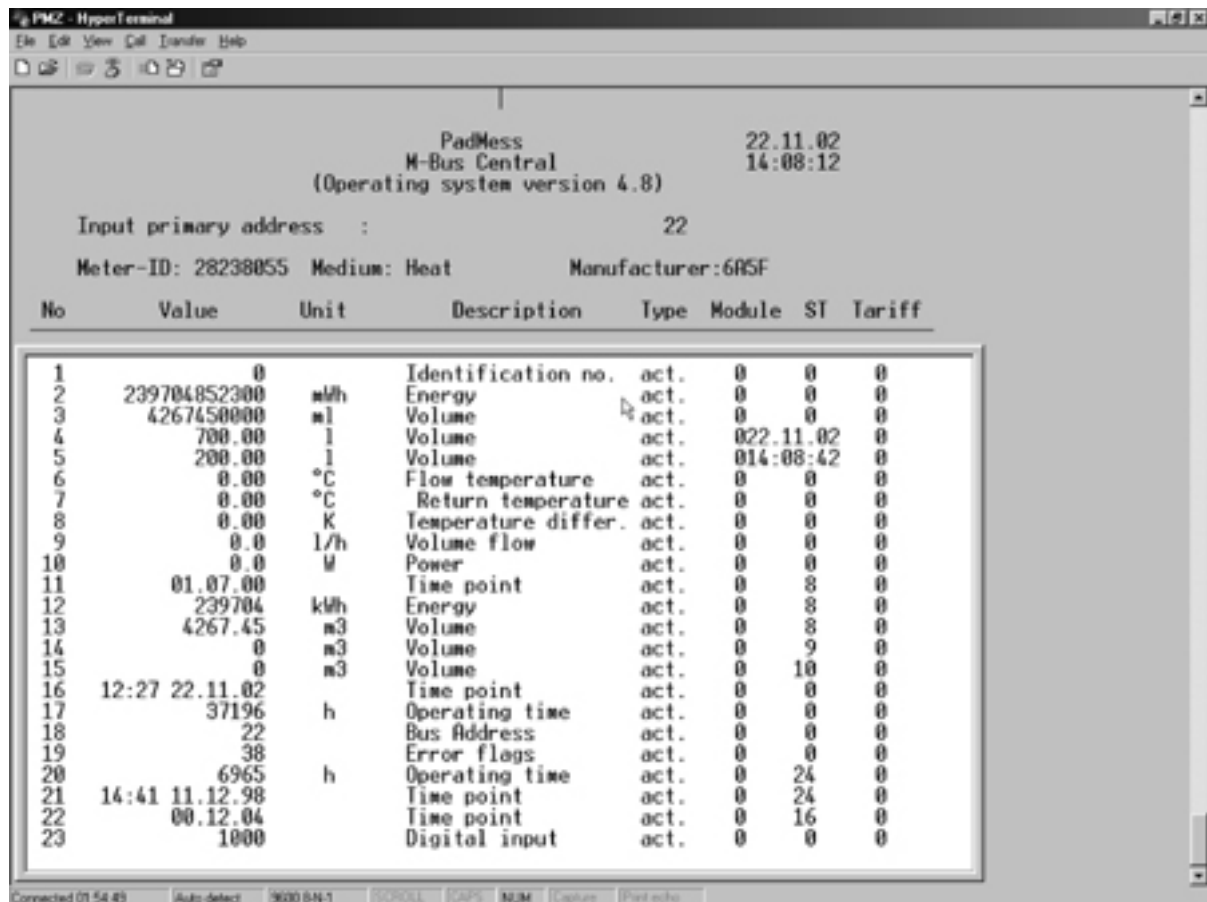 PMZ - HyperTerminal
File Edit View Call Transfer Help
PadMess 22.11.02
M-Bus Central 14:08:12
(Operating system version 4.8)
Input primary address : 22
Meter-ID: 28238055 Medium: Heat Manufacturer:6A5F
No Value Unit Description Type Module ST Tariff
1 0 Identification no. act. 0 0 0
2 239704852300 mWh Energy act. 0 0 0
3 4267450000 ml Volume act. 0 0 0
4 700.00 l Volume act. 022.11.02 0
5 200.00 l Volume act. 014:08:42 0
6 0.00 °C Flow temperature act. 0 0 0
7 0.00 °C Return temperature act. 0 0 0
8 0.00 K Temperature differ. act. 0 0 0
9 0.0 l/h Volume flow act. 0 0 0
10 0.0 W Power act. 0 0 0
11 01.07.00 Time point act. 0 8 0
12 239704 kWh Energy act. 0 8 0
13 4267.45 m3 Volume act. 0 8 0
14 0 m3 Volume act. 0 9 0
15 0 m3 Volume act. 0 10 0
16 12:27 22.11.02 Time point act. 0 0 0
17 37196 h Operating time act. 0 0 0
18 22 Bus Address act. 0 0 0
19 38 Error flags act. 0 0 0
20 6965 h Operating time act. 0 24 0
21 14:41 11.12.98 Time point act. 0 24 0
22 00.12.04 Time point act. 0 16 0
23 1000 Digital input act. 0 0 0
Connected 01:54:49 Auto detect 9600 8-N-1 SCROLL CAPS NUM Capture Print echo